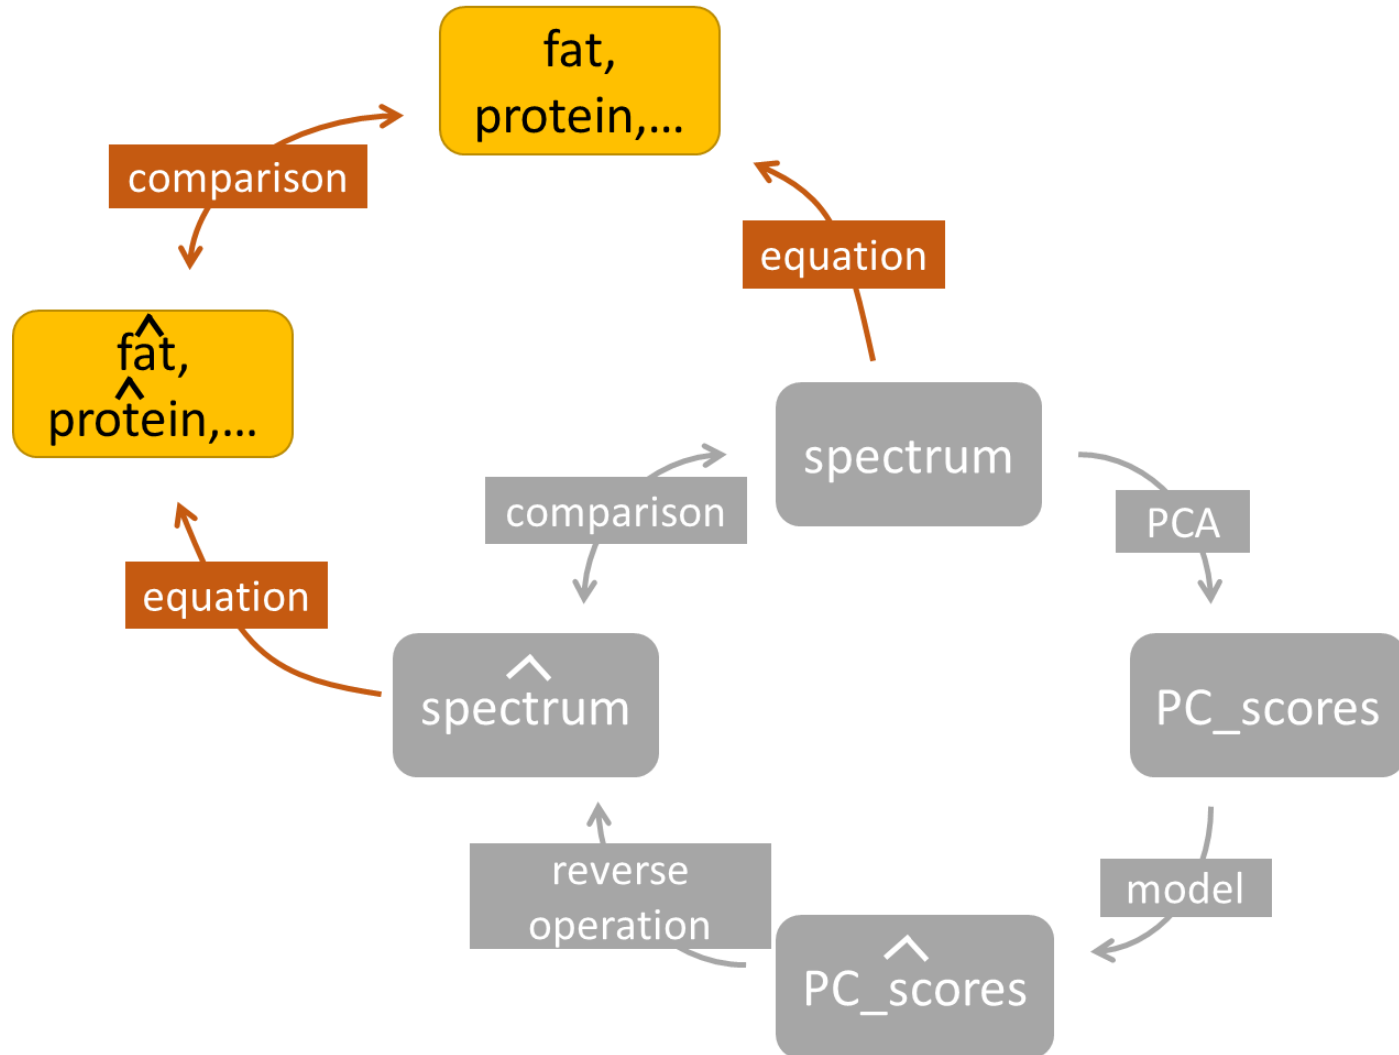 fat,
protein,...
comparison
equation
fat,
protein,...
spectrum
comparison
PCA
equation
spectrum
PC_scores
reverse
operation
model
PC_scores